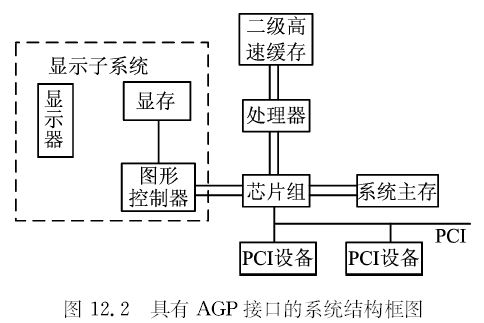 二级高
速缓存
显示子系统
显示器
显存
处理器
图形
控制器
芯片组
系统主存
PCI
PCI设备
PCI设备
图 12.2 具有 AGP 接口的系统结构框图